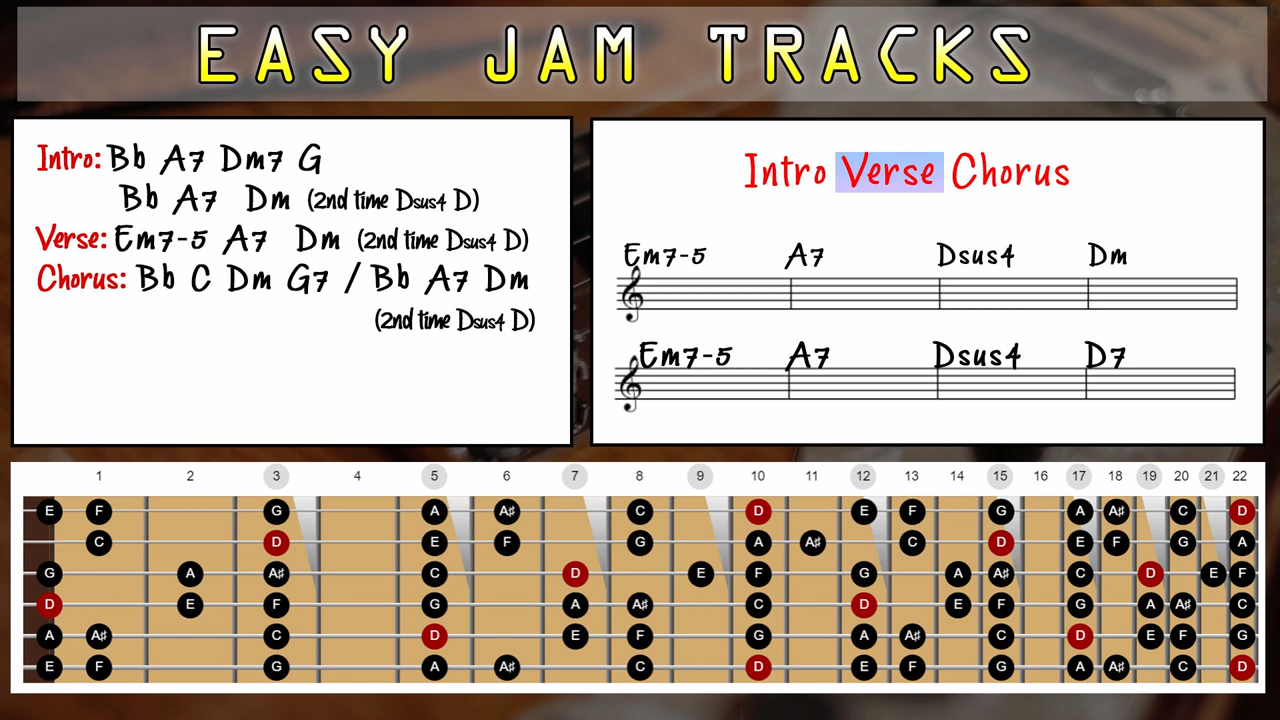 EASY JAM TRACKS
Intro: Bb A7 Dm7 G
Bb A7 Dm (2nd time Dsus4 D)
Verse: Em7-5 A7 Dm (2nd time Dsus4 D)
Chorus: Bb C Dm G7 / Bb A7 Dm
(2nd time Dsus4 D)
Intro Verse Chorus
Em7-5 A7 Dsus4 Dm
Em7-5 A7 Dsus4 D7
1 2 3 4 5 6 7 8 9 10 11 12 13 14 15 16 17 18 19 20 21 22
E F G A A♯ C D E F G A A♯ C D
C D E F G A A♯ C D E F G A
G A A♯ C D E F G A A♯ C D E F
D E F G A A♯ C D E F G A A♯ C
A A♯ C D E F G A A♯ C D E F G
E F G A A♯ C D E F G A A♯ C D